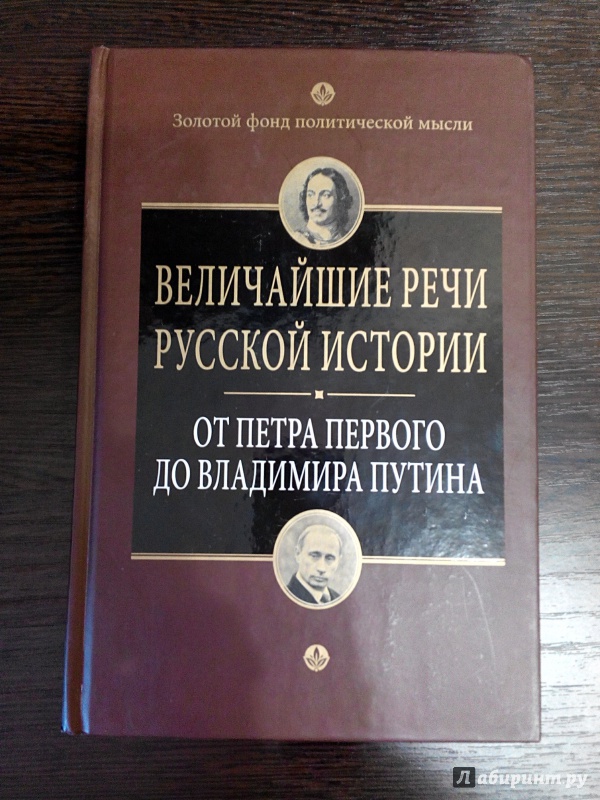 Золотой фонд политической мысли
ВЕЛИЧАЙШИЕ РЕЧИ
РУССКОЙ ИСТОРИИ
ОТ ПЕТРА ПЕРВОГО
ДО ВЛАДИМИРА ПУТИНА
Лабиринт.ру